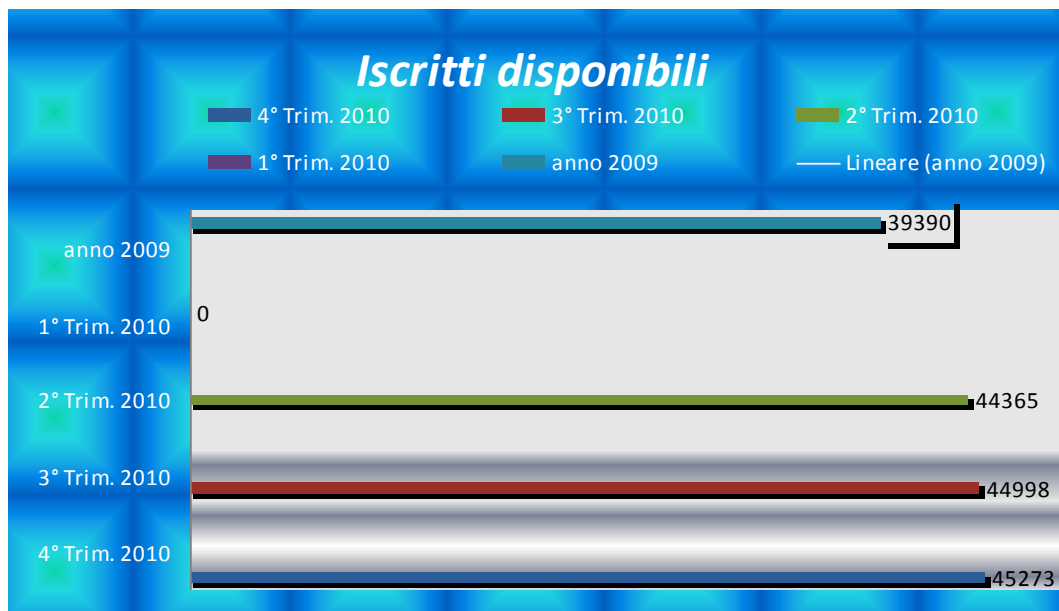 Iscritti disponibili
4° Trim. 2010 3° Trim. 2010 2° Trim. 2010
1° Trim. 2010 anno 2009 Lineare (anno 2009)
anno 2009 39390
1° Trim. 2010 0
2° Trim. 2010 44365
3° Trim. 2010 44998
4° Trim. 2010 45273